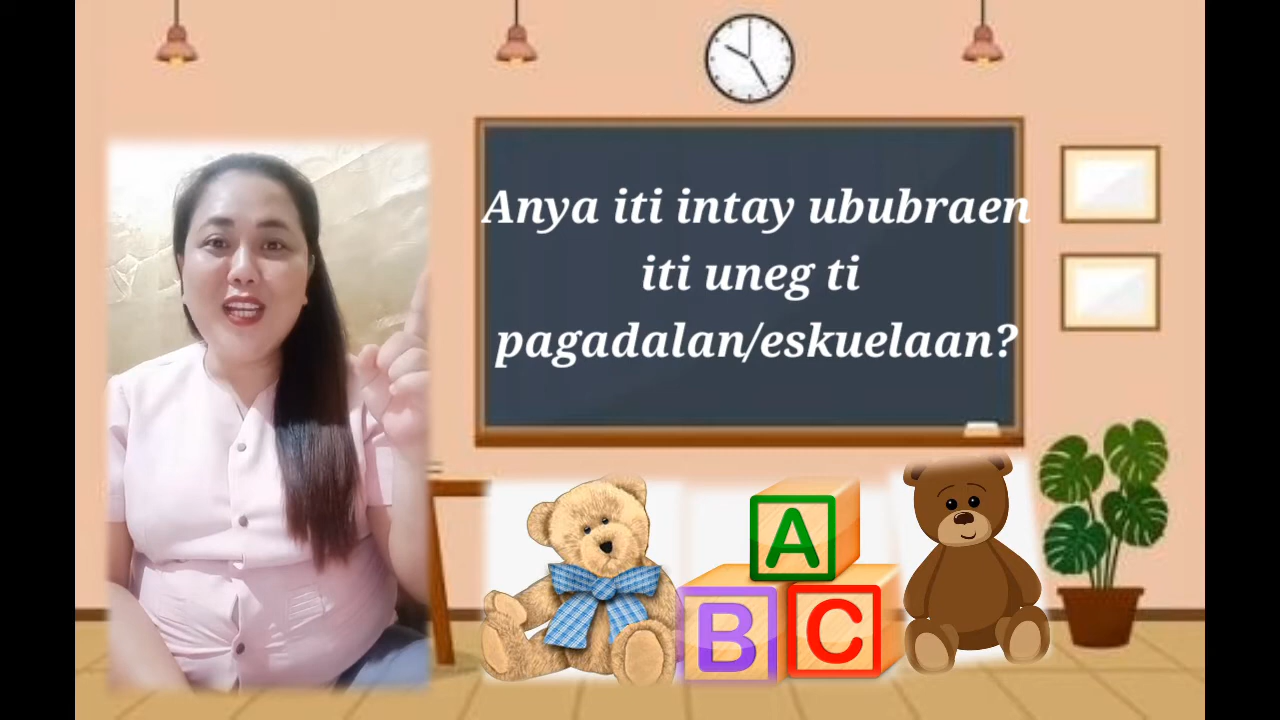 Anya iti intay ububraen
iti uneg ti
pagadalan/eskuelaan?
A
B C